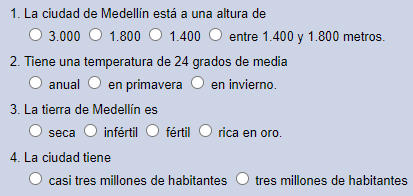 1. La ciudad de Medellín está a una altura de
3.000 1.800 1.400 entre 1.400 y 1.800 metros.
2. Tiene una temperatura de 24 grados de media
anual en primavera en invierno.
3. La tierra de Medellín es
seca infértil fértil rica en oro.
4. La ciudad tiene
casi tres millones de habitantes tres millones de habitantes